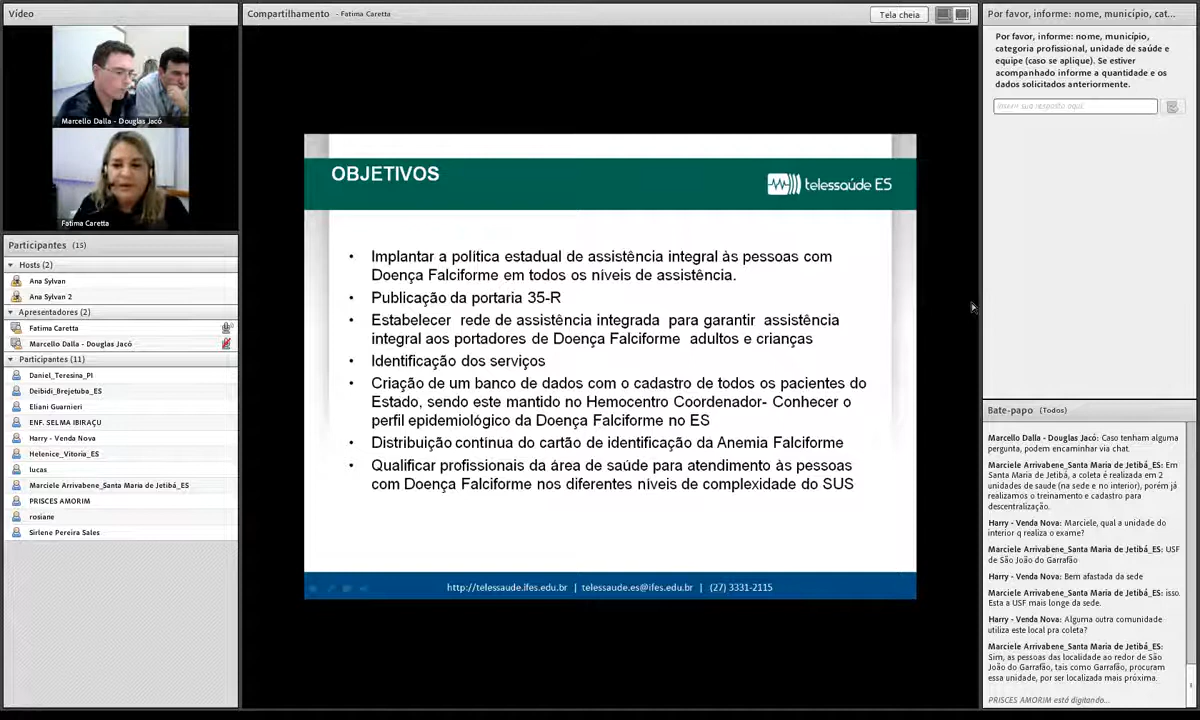 Vídeo
Marcello Dalla - Douglas Jacó
Fatima Caretta
Participantes (15)
Hosts (2)
Ana Sylvan
Ana Sylvan 2
Apresentadores (2)
Fatima Caretta
Marcello Dalla - Douglas Jacó
Participantes (11)
Daniel_Teresina_PI
Deibidi_Brejetuba_ES
Eliani Guarnieri
ENF. SELMA IBIRAÇU
Harry - Venda Nova
Helenice_Vitoria_ES
lucas
Marciele Arrivabene_Santa Maria de Jetibá_ES
PRISCES AMORIM
rosiane
Sirlene Pereira Sales
Compartilhamento - Fatima Caretta
Tela cheia
OBJETIVOS
telessaúde ES
• Implantar a política estadual de assistência integral às pessoas com
Doença Falciforme em todos os níveis de assistência.
• Publicação da portaria 35-R
• Estabelecer rede de assistência integrada para garantir assistência
integral aos portadores de Doença Falciforme adultos e crianças
• Identificação dos serviços
• Criação de um banco de dados com o cadastro de todos os pacientes do
Estado, sendo este mantido no Hemocentro Coordenador- Conhecer o
perfil epidemiológico da Doença Falciforme no ES
• Distribuição contínua do cartão de identificação da Anemia Falciforme
• Qualificar profissionais da área de saúde para atendimento às pessoas
com Doença Falciforme nos diferentes níveis de complexidade do SUS
http://telessaude.ifes.edu.br | telessaude.es@ifes.edu.br | (27) 3331-2115
Por favor, informe: nome, município, cat...
Por favor, informe: nome, município,
categoria profissional, unidade de saúde e
equipe (caso se aplique). Se estiver
acompanhado informe a quantidade e os
dados solicitados anteriormente.
Inserir sua resposta aqui
Bate-papo (Todos)
Marcello Dalla - Douglas Jacó: Caso tenham alguma
pergunta, podem encaminhar via chat.
Marciele Arrivabene_Santa Maria de Jetibá_ES: Em
Santa Maria de Jetibá, a coleta é realizada em 2
unidades de saude (na sede e no interior), porém já
realizamos o treinamento e cadastro para
descentralização.
Harry - Venda Nova: Marciele, qual a unidade do
interior q realiza o exame?
Marciele Arrivabene_Santa Maria de Jetibá_ES: USF
de São João do Garrafão
Harry - Venda Nova: Bem afastada da sede
Marciele Arrivabene_Santa Maria de Jetibá_ES: isso.
Esta a USF mais longe da sede.
Harry - Venda Nova: Alguma outra comunidade
utiliza este local pra coleta?
Marciele Arrivabene_Santa Maria de Jetibá_ES:
Sim, as pessoas das localidade ao redor de São
João do Garrafão, tais como Garrafão, procuram
essa unidade, por ser localizada mais próxima.
PRISCES AMORIM está digitando...